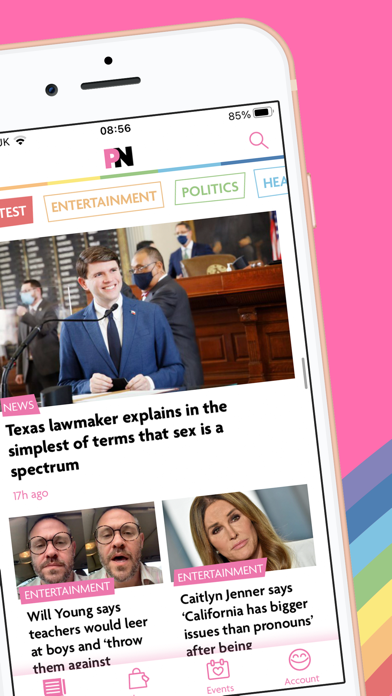 JK
08:56
85%
PN
TEST
ENTERTAINMENT
POLITICS
HEA
NEWS
Texas lawmaker explains in the
simplest of terms that sex is a
spectrum
17h ago
ENTERTAINMENT
Will Young says
teachers would leer
at boys and ‘throw
them against
ENTERTAINMENT
Caitlyn Jenner says
‘California has bigger
issues than pronouns’
after being
Events
Account